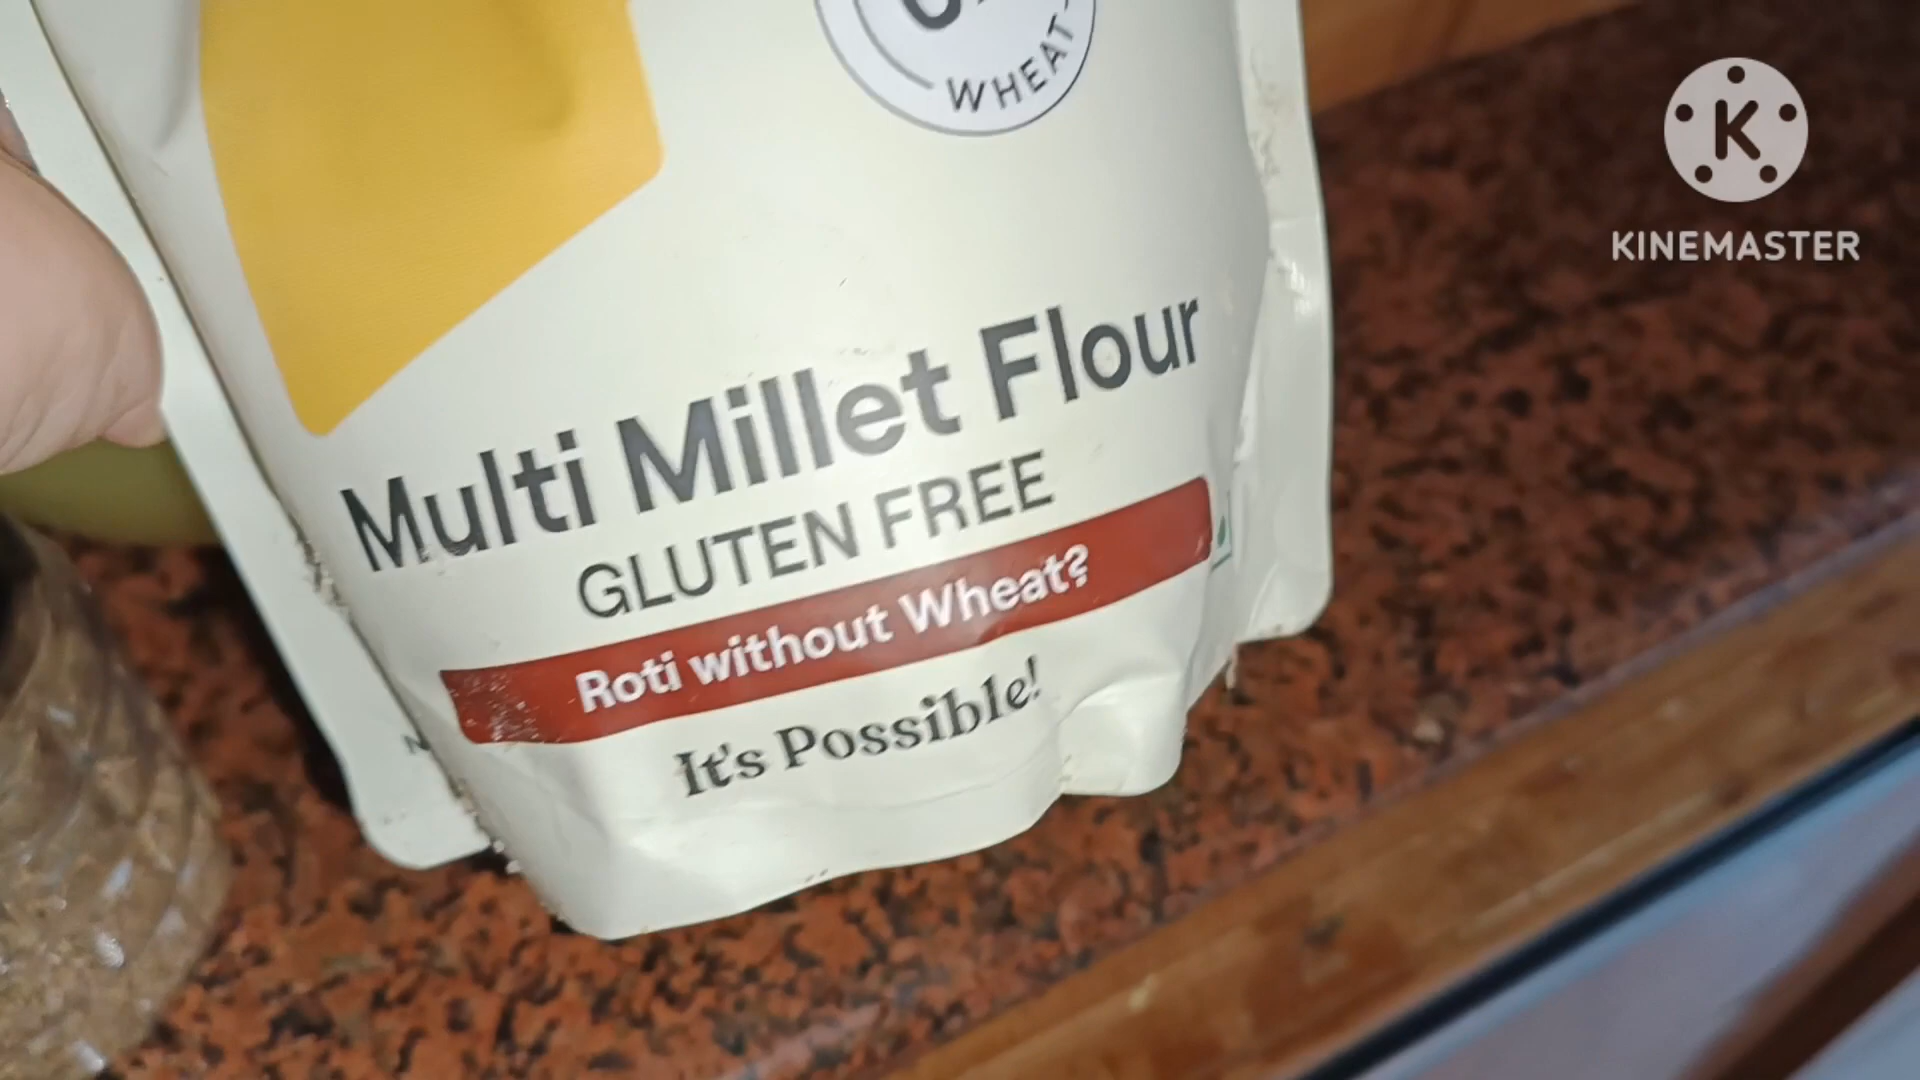 WHEAT
Multi Millet Flour
GLUTEN FREE
Roti without Wheat?
It's Possible!
K
KINEMASTER